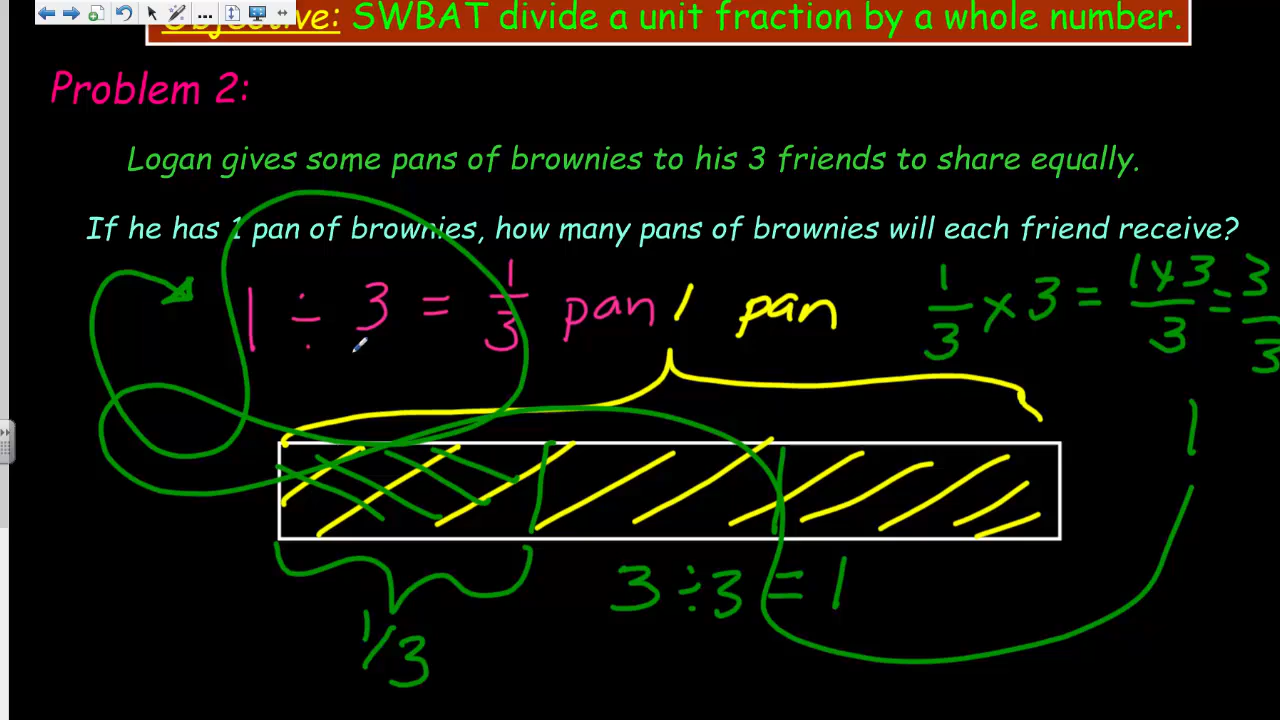 Objective: SWBAT divide a unit fraction by a whole number.
Problem 2:
Logan gives some pans of brownies to his 3 friends to share equally.
If he has 1 pan of brownies, how many pans of brownies will each friend receive?
1 ÷ 3 = 1/3 pan
1 pan
1/3 x 3 = 1x3/3 = 3/3
1
3 ÷ 3 = 1
1/3